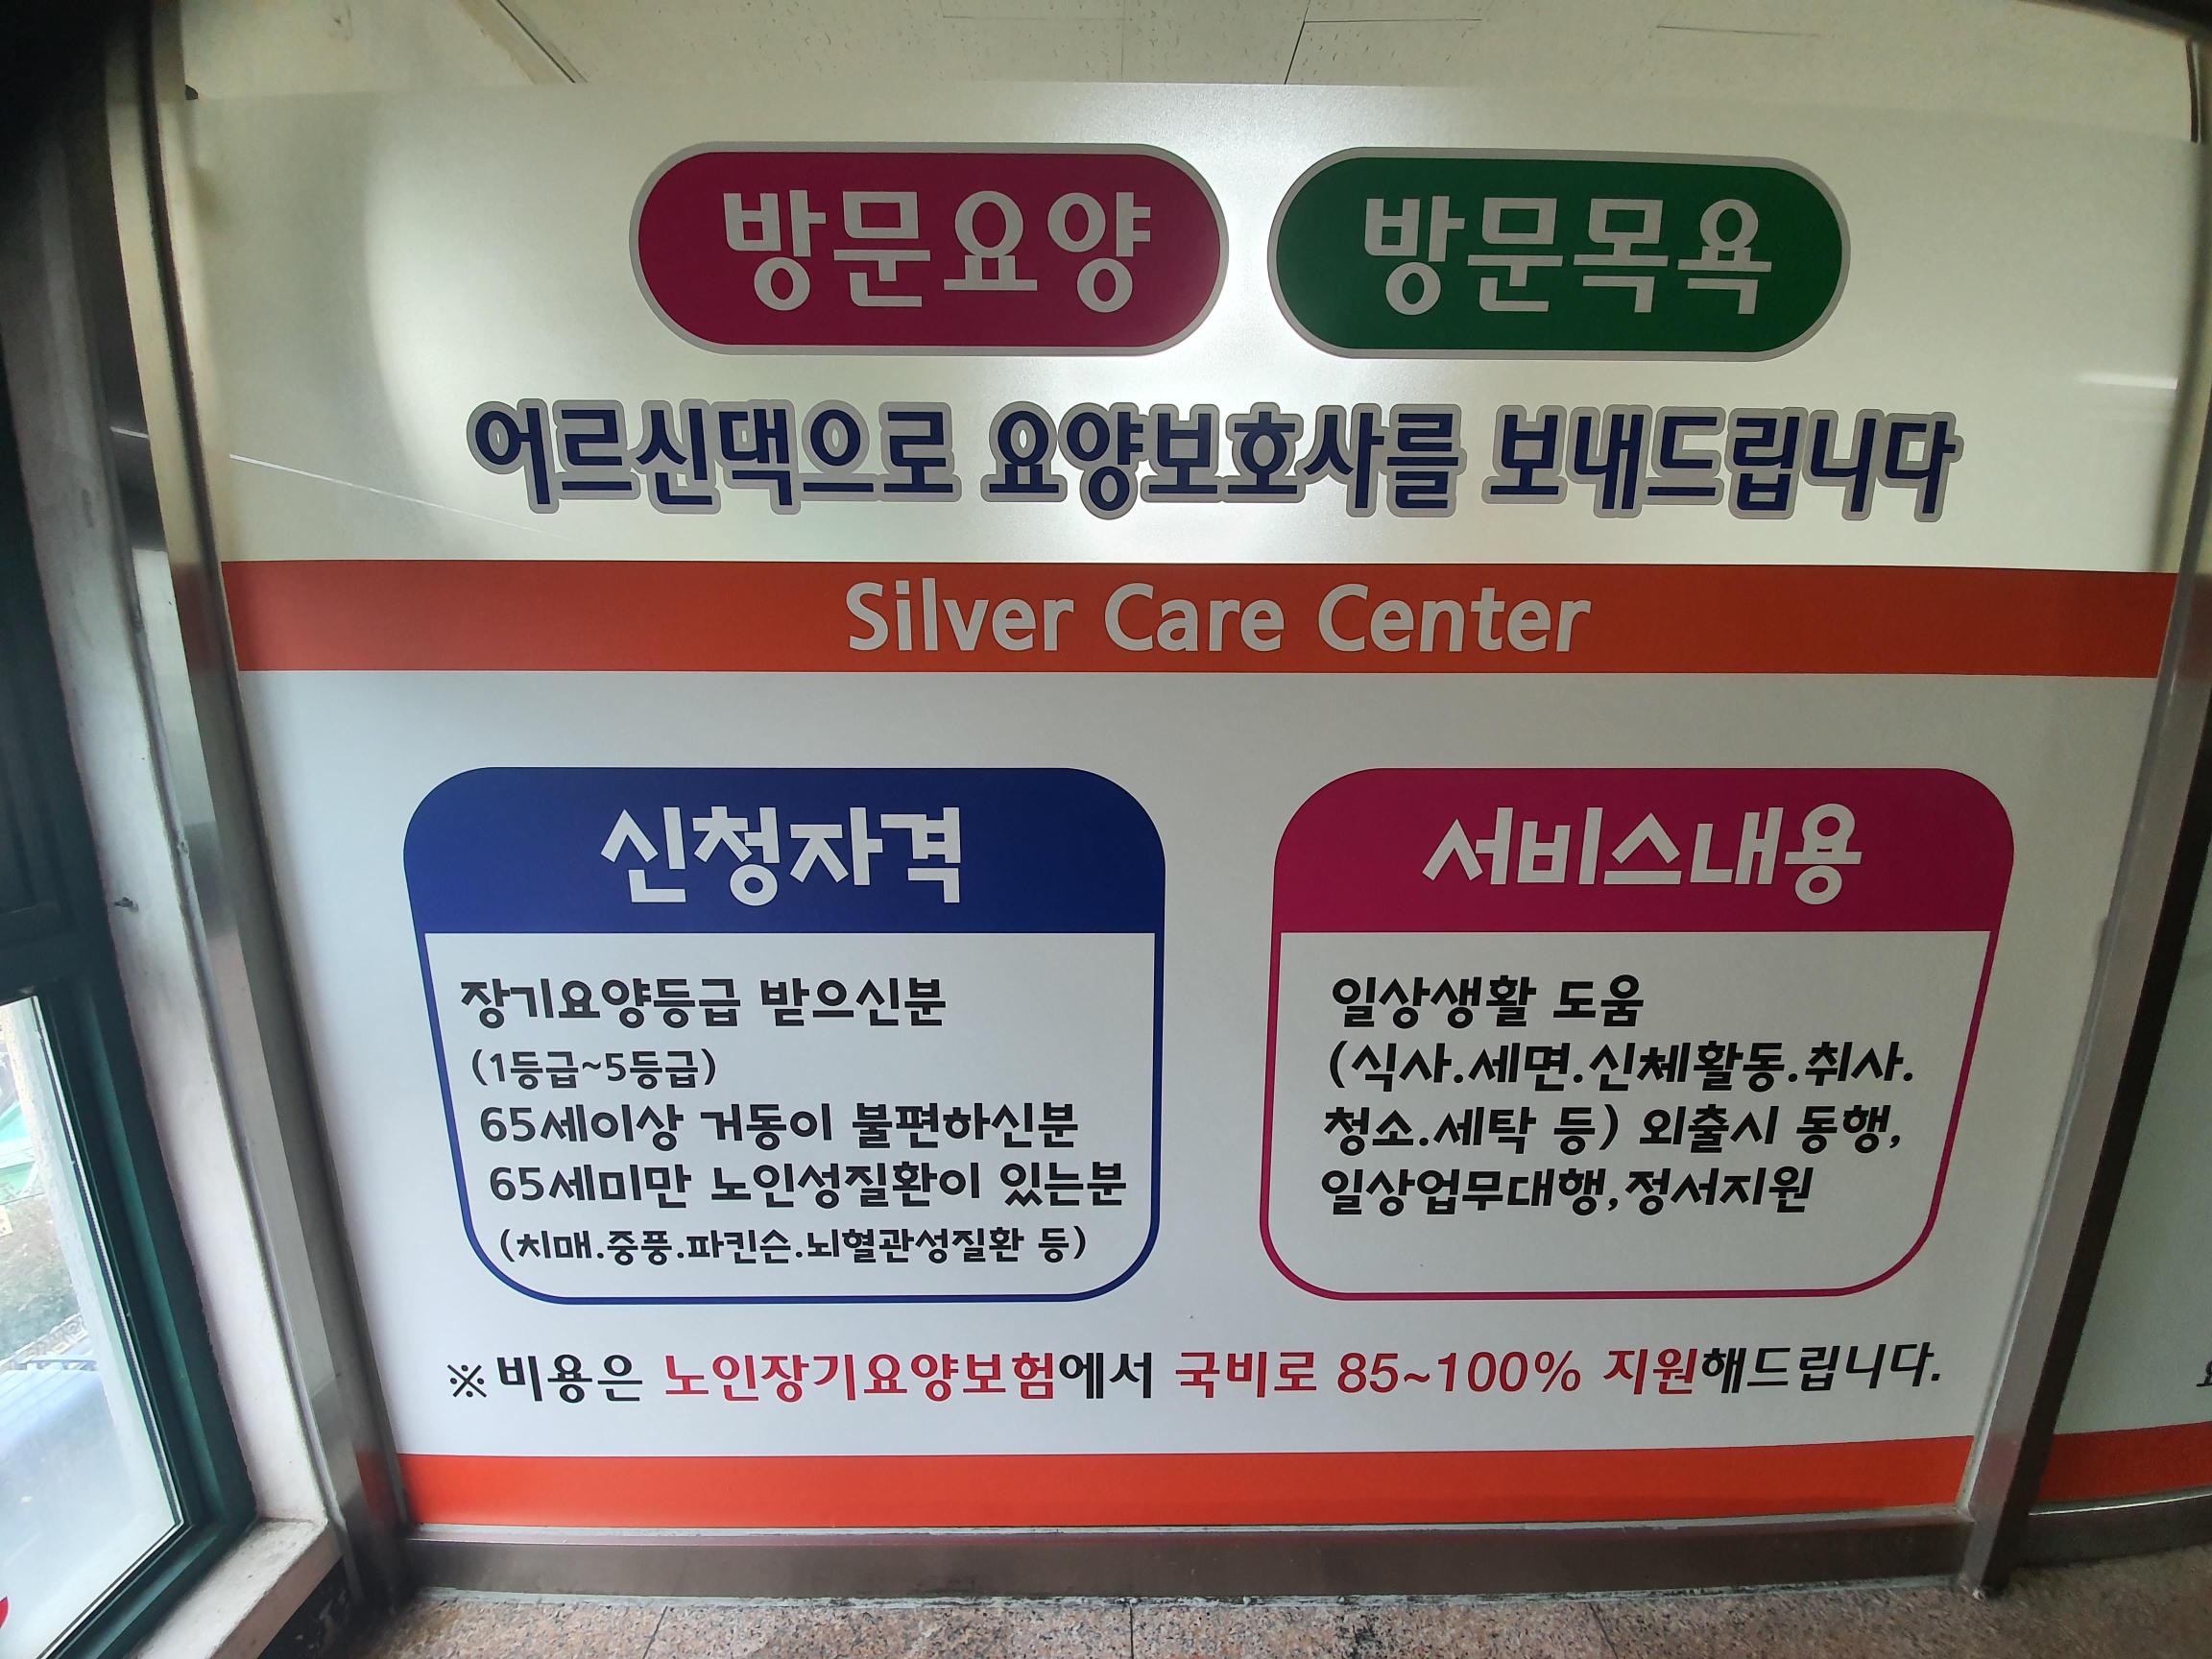 방문요양 방문목욕
어르신댁으로 요양보호사를 보내드립니다
Silver Care Center
신청자격
장기요양등급 받으신분
(1등급~5등급)
65세이상 거동이 불편하신분
65세미만 노인성질환이 있는분
(치매.중풍.파킨슨.뇌혈관성질환 등)
서비스내용
일상생활 도움
(식사.세면.신체활동.취사.
청소.세탁 등) 외출시 동행,
일상업무대행,정서지원
※비용은 노인장기요양보험에서 국비로 85~100% 지원해드립니다.